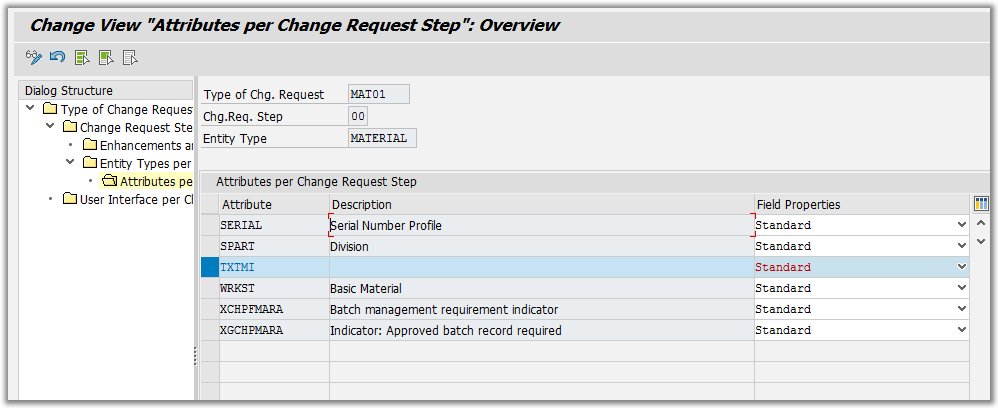 Change View "Attributes per Change Request Step": Overview
Dialog Structure
Type of Change Reques
Change Request Ste
Enhancements a
Entity Types per
Attributes pe
User Interface per C
Type of Chg. Request MAT01
Chg.Req. Step 00
Entity Type MATERIAL
Attributes per Change Request Step
Attribute Description Field Properties
SERIAL Serial Number Profile Standard
SPART Division Standard
TXTMI Standard
WRKST Basic Material Standard
XCHPFMARA Batch management requirement indicator Standard
XGCHPMARA Indicator: Approved batch record required Standard